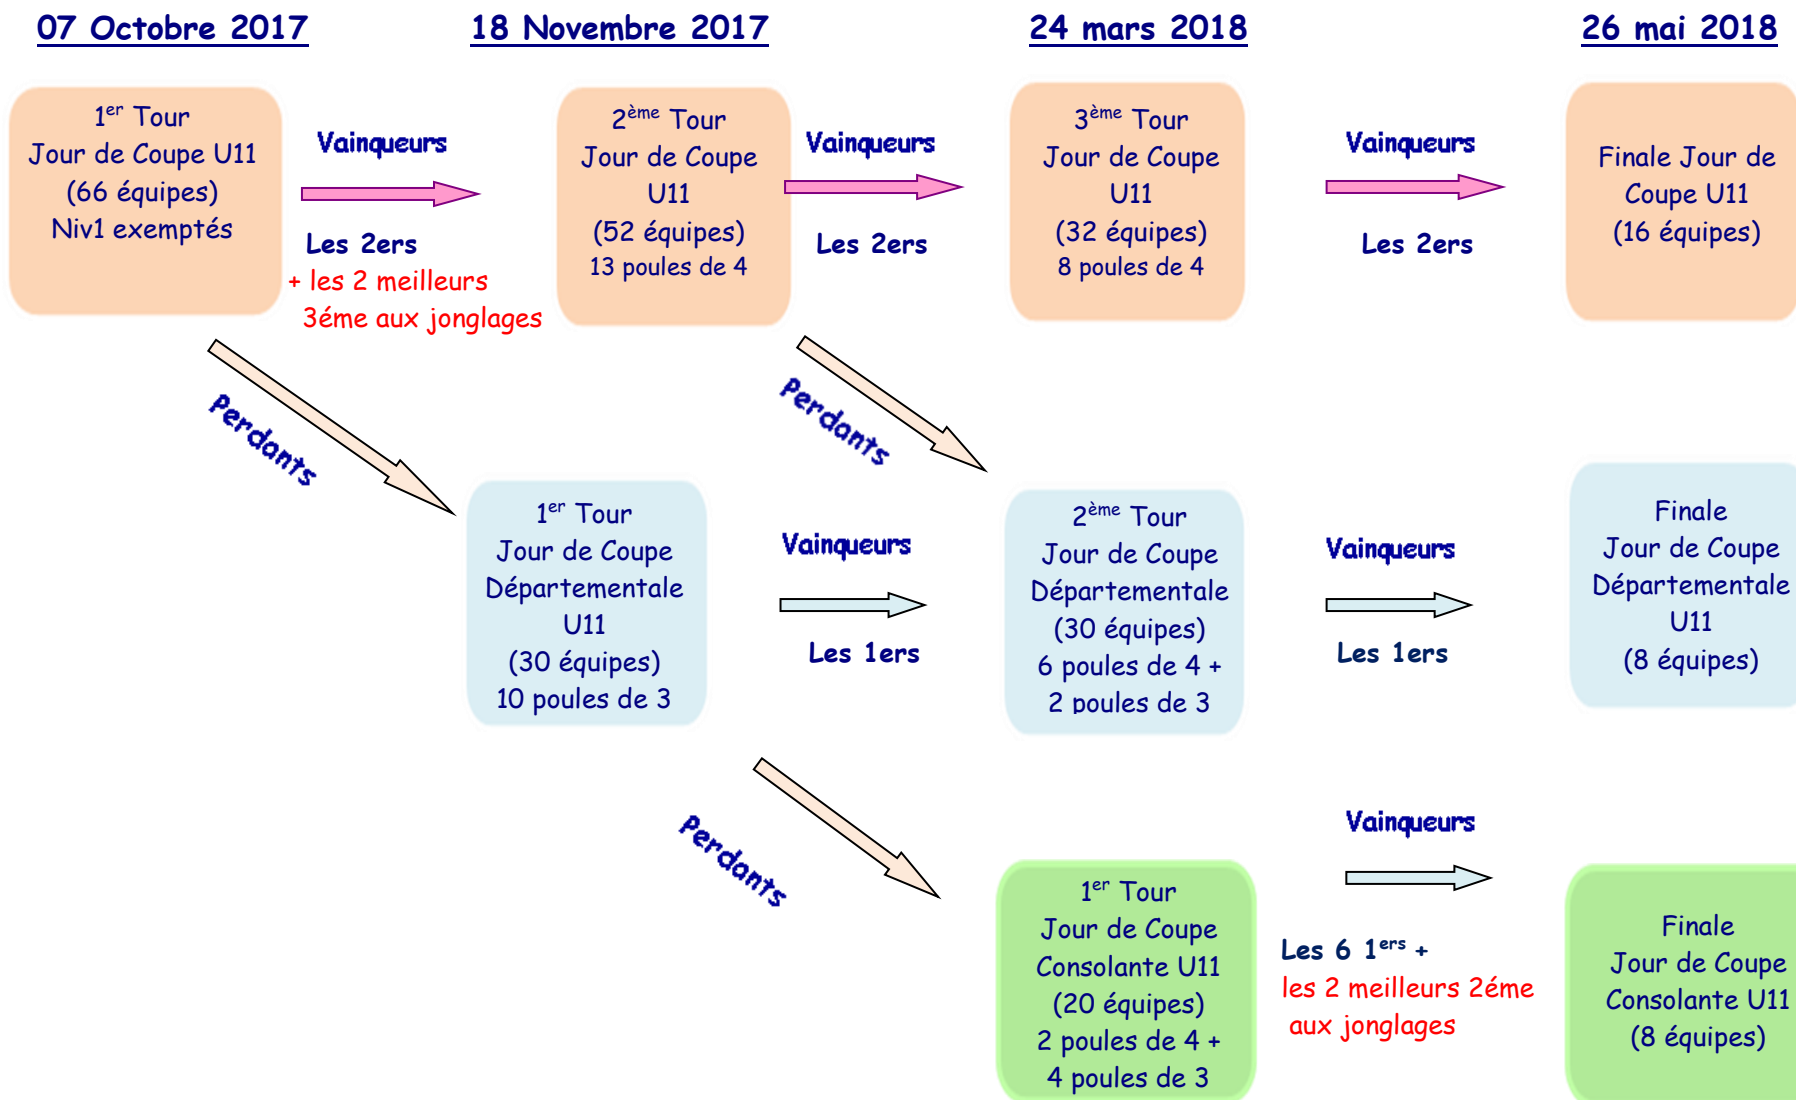 07 Octobre 2017
18 Novembre 2017
24 mars 2018
26 mai 2018
1er Tour
Jour de Coupe U11
(66 équipes)
Niv1 exemptés
Vainqueurs
Les 2ers
+ les 2 meilleurs
3éme aux jonglages
2ème Tour
Jour de Coupe
U11
(52 équipes)
13 poules de 4
Vainqueurs
Les 2ers
3ème Tour
Jour de Coupe
U11
(32 équipes)
8 poules de 4
Vainqueurs
Les 2ers
Finale Jour de
Coupe U11
(16 équipes)
Perdants
Perdants
1er Tour
Jour de Coupe
Départementale
U11
(30 équipes)
10 poules de 3
Vainqueurs
Les 1ers
2ème Tour
Jour de Coupe
Départementale
(30 équipes)
6 poules de 4 +
2 poules de 3
Vainqueurs
Les 1ers
Finale
Jour de Coupe
Départementale
U11
(8 équipes)
Perdants
1er Tour
Jour de Coupe
Consolante U11
(20 équipes)
2 poules de 4 +
4 poules de 3
Vainqueurs
Les 6 1ers +
les 2 meilleurs 2éme
aux jonglages
Finale
Jour de Coupe
Consolante U11
(8 équipes)